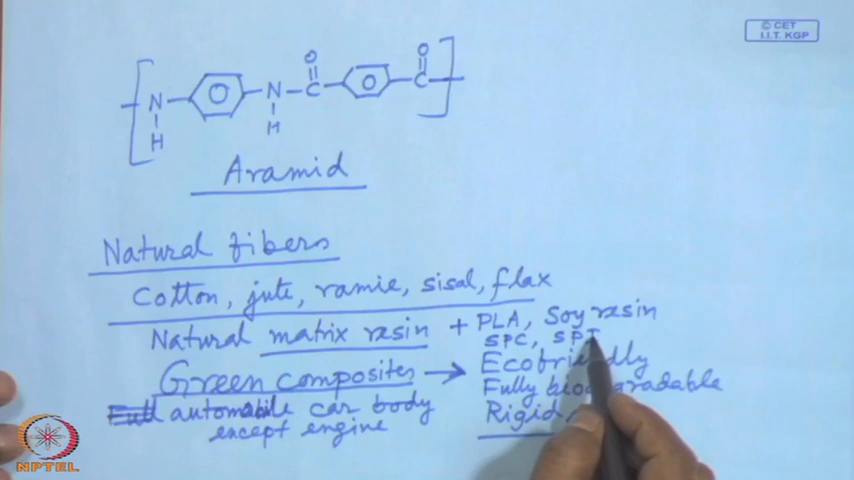 © CET
I.I.T. KGP
O O
N N C C
H H
Aramid
Natural fibers
Cotton, jute, ramie, sisal, flax
Natural matrix resin + PLA, Soy resin
SPC, SPI
Green composites → Ecofriendly
Fully biodegradable
Full automobile car body Rigid
except engine
NPTEL